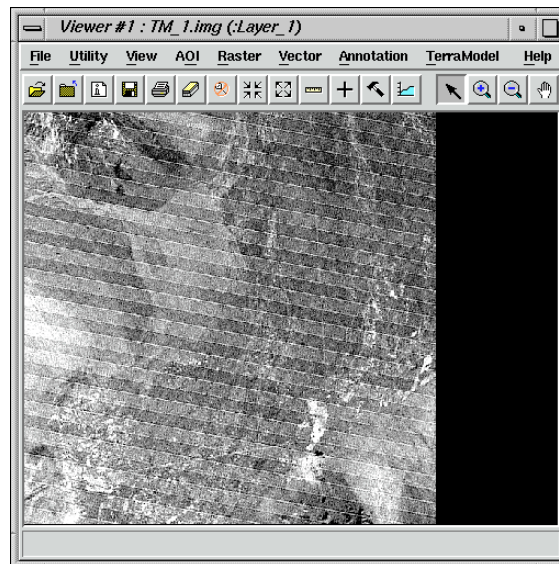 Viewer #1 : TM_1.img (:Layer_1)
File Utility View AOI Raster Vector Annotation TerraModel Help